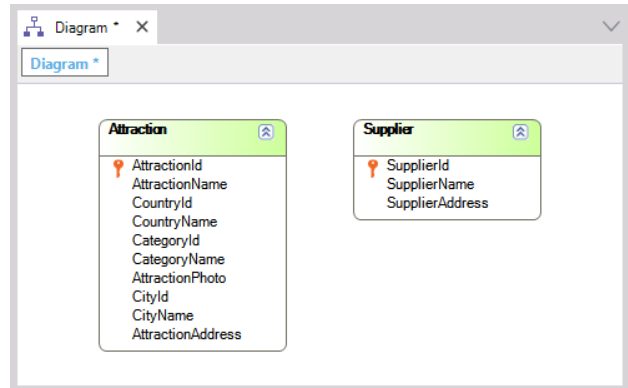 Diagram *
Diagram *
Attraction
AttractionId
AttractionName
CountryId
CountryName
CategoryId
CategoryName
AttractionPhoto
CityId
CityName
AttractionAddress
Supplier
SupplierId
SupplierName
SupplierAddress